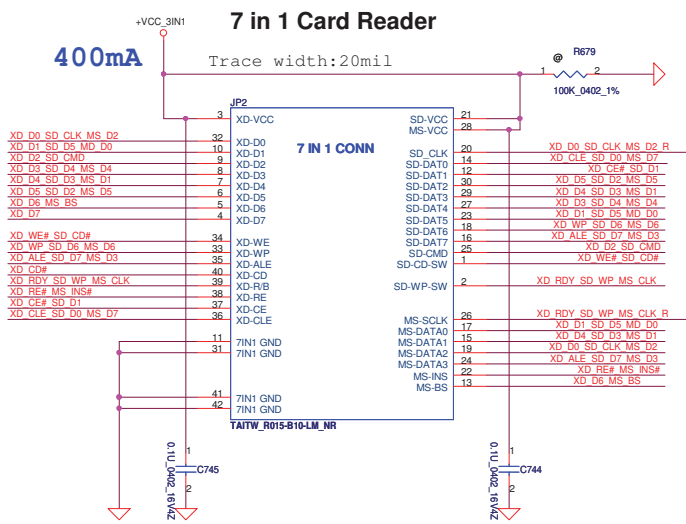 +VCC_3IN1
7 in 1 Card Reader
400mA
Trace width:20mil
@ R679
1 2
100K_0402_1%
JP2
7 IN 1 CONN
3 XD-VCC
XD_D0_SD_CLK_MS_D2 32 XD-D0
XD_D1_SD_D5_MD_D0 10 XD-D1
XD_D2_SD_CMD 9 XD-D2
XD_D3_SD_D4_MS_D4 8 XD-D3
XD_D4_SD_D3_MS_D1 7 XD-D4
XD_D5_SD_D2_MS_D5 6 XD-D5
XD_D6_MS_BS 5 XD-D6
XD_D7 4 XD-D7
XD_WE#_SD_CD# 34 XD-WE
XD_WP_SD_D6_MS_D6 33 XD-WP
XD_ALE_SD_D7_MS_D3 35 XD-ALE
XD_CD# 40 XD-CD
XD_RDY_SD_WP_MS_CLK 39 XD-R/B
XD_RE#_MS_INS# 38 XD-RE
XD_CE#_SD_D1 37 XD-CE
XD_CLE_SD_D0_MS_D7 36 XD-CLE
11 7IN1 GND
31 7IN1 GND
41 7IN1 GND
42 7IN1 GND
SD-VCC 21
MS-VCC 28
SD_CLK 20 XD_D0_SD_CLK_MS_D2_R
SD-DAT0 14 XD_CLE_SD_D0_MS_D7
SD-DAT1 12 XD_CE#_SD_D1
SD-DAT2 30 XD_D5_SD_D2_MS_D5
SD-DAT3 29 XD_D4_SD_D3_MS_D1
SD-DAT4 27 XD_D3_SD_D4_MS_D4
SD-DAT5 23 XD_D1_SD_D5_MD_D0
SD-DAT6 18 XD_WP_SD_D6_MS_D6
SD-DAT7 16 XD_ALE_SD_D7_MS_D3
SD-CMD 25 XD_D2_SD_CMD
SD-CD-SW 1 XD_WE#_SD_CD#
SD-WP-SW 2 XD_RDY_SD_WP_MS_CLK
MS-SCLK 26 XD_RDY_SD_WP_MS_CLK_R
MS-DATA0 17 XD_D1_SD_D5_MD_D0
MS-DATA1 15 XD_D4_SD_D3_MS_D1
MS-DATA2 19 XD_D0_SD_CLK_MS_D2
MS-DATA3 24 XD_ALE_SD_D7_MS_D3
MS-INS 22 XD_RE#_MS_INS#
MS-BS 13 XD_D6_MS_BS
TAITW_R015-B10-LM_NR
0.1U_0402_16V4Z
1
C745
2
0.1U_0402_16V4Z
1
C744
2